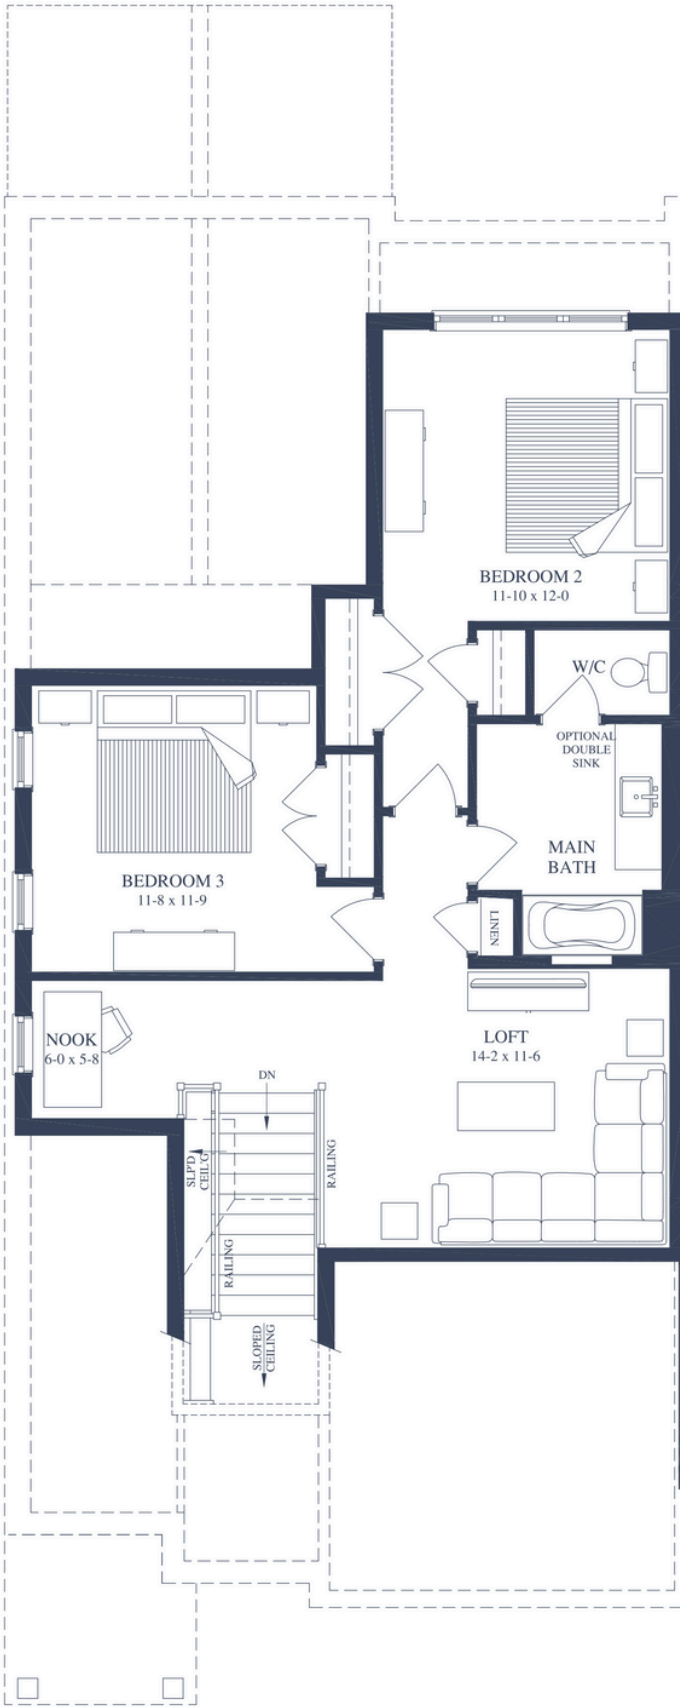 BEDROOM 2
11-10 x 12-0
W/C
OPTIONAL
DOUBLE
SINK
MAIN
BATH
BEDROOM 3
11-8 x 11-9
LINEN
NOOK
6-0 x 5-8
LOFT
14-2 x 11-6
DN
SLP'D
CEIL'G
RAILING
RAILING
SLOPED
CEILING